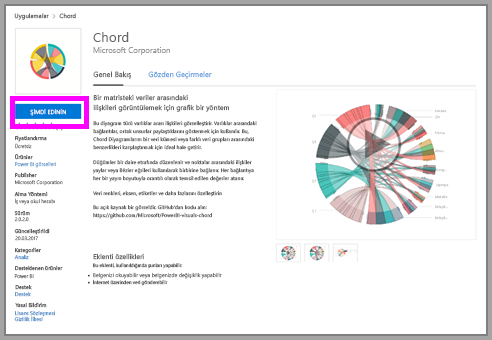 Uygulamalar > Chord
Chord
Microsoft Corporation
Genel Bakış Gözden Geçirmeler
ŞİMDİ EDİNİN
Fiyatlandırma
Ücretsiz
Ürünler
Power BI görselleri
Publisher
Microsoft Corporation
Alma Yöntemi
İş veya okul hesabı
Sürüm
2.0.2.0
Güncelleştirildi
20.03.2017
Kategoriler
Analiz
Desteklenen Ürünler
Power BI
Destek
Destek
Yasal Bildirim
Lisans Sözleşmesi
Gizlilik İlkesi
Bir matristeki veriler arasındaki
ilişkileri görüntülemek için grafik bir yöntem
Bu diyagram türü varlıklar arası ilişkileri görselleştirir. Varlıklar arasındaki
bağlantılar, ortak unsurlar paylaştıklarını göstermek için kullanılır. Bu,
Chord Diyagramlarını bir veri kümesi veya farklı veri grupları arasındaki
benzerlikleri karşılaştırmak için ideal hale getirir.
Düğümler bir daire etrafında düzenlenir ve noktalar arasındaki ilişkiler
yaylar veya Bézier eğrileri kullanılarak birbirine bağlanır. Her bağlantıya
her bir yayın boyutuyla orantılı olarak temsil edilen değerler atanır.
Veri renkleri, eksen, etiketler ve daha fazlasını özelleştirin
Bu açık kaynak bir görseldir. GitHub'dan kodu alın:
https://github.com/Microsoft/PowerBI-visuals-chord
Eklenti özellikleri
Bu eklenti, kullanıldığında şunları yapabilir
• Belgenizi okuyabilir veya belgenizde değişiklik yapabilir
• İnternet üzerinden veri gönderebilir